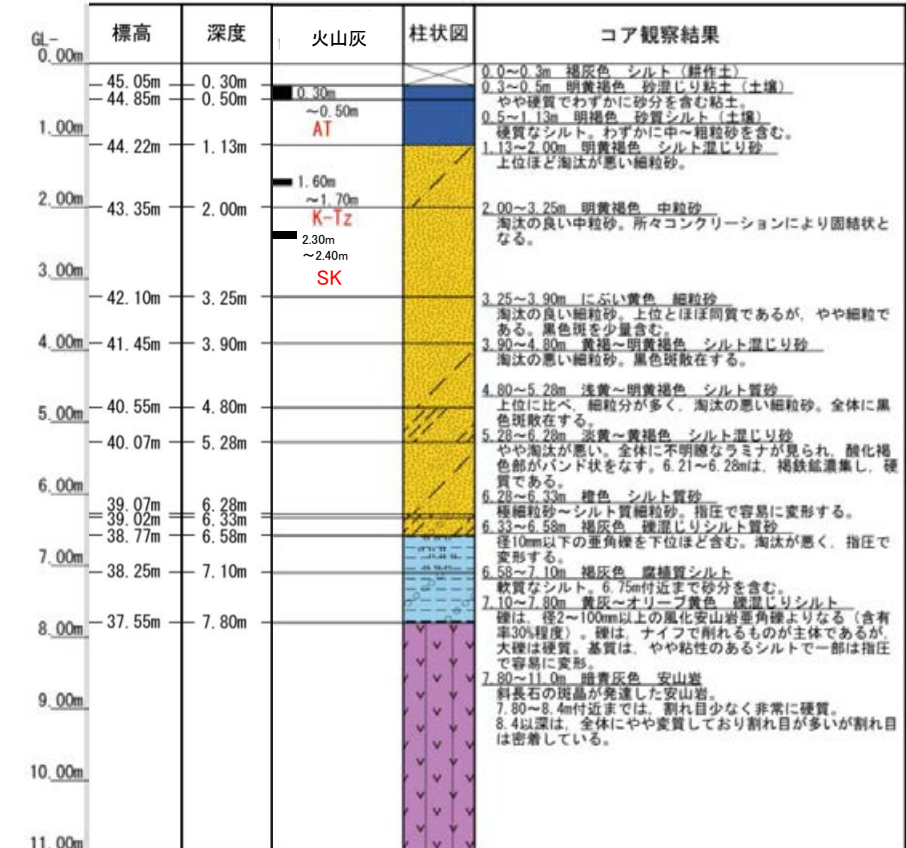 標高 深度 火山灰 柱状図 コア観察結果
GL-
0.00m
1.00m
2.00m
3.00m
4.00m
5.00m
6.00m
7.00m
8.00m
9.00m
10.00m
11.00m
45.05m 0.30m
44.85m 0.50m
44.22m 1.13m
43.35m 2.00m
42.10m 3.25m
41.45m 3.90m
40.55m 4.80m
40.07m 5.28m
39.07m 6.28m
39.02m 6.33m
38.77m 6.58m
38.25m 7.10m
37.55m 7.80m
0.30m
~0.50m
AT
1.60m
~1.70m
K-Tz
2.30m
~2.40m
SK
0.0~0.3m 褐灰色 シルト(耕作土)
0.3~0.5m 明黄褐色 砂混じり粘土(土壌)
やや硬質でわずかに砂分を含む粘土。
0.5~1.13m 明褐色 砂質シルト(土壌)
硬質なシルト。わずかに中~粗粒砂を含む。
1.13~2.00m 明黄褐色 シルト混じり砂
上位ほど淘汰が悪い細粒砂。
2.00~3.25m 明黄褐色 中粒砂
淘汰の良い中粒砂。所々コンクリーションにより固結状と
なる。
3.25~3.90m にぶい黄色 細粒砂
淘汰の良い細粒砂。上位とほぼ同質であるが、やや細粒で
ある。黒色斑を少量含む。
3.90~4.80m 黄褐~明黄褐色 シルト混じり砂
淘汰の悪い細粒砂。黒色斑散在する。
4.80~5.28m 浅黄~明黄褐色 シルト質砂
上位に比べ、細粒分が多く、淘汰の悪い細粒砂。全体に黒
色斑散在する。
5.28~6.28m 淡黄~黄褐色 シルト混じり砂
やや淘汰が悪い。全体に不明瞭なラミナが見られ、酸化褐
色部がバンド状をなす。6.21~6.28mは、褐鉄鉱濃集し、硬
質である。
6.28~6.33m 橙色 シルト質砂
極細粒砂~シルト質細粒砂。指圧で容易に変形する。
6.33~6.58m 褐灰色 礫混じりシルト質砂
径10mm以下の亜角礫を下位ほど含む。淘汰が悪く、指圧で
変形する。
6.58~7.10m 褐灰色 腐植質シルト
軟質なシルト。6.75m付近まで砂分を含む。
7.10~7.80m 黄灰~オリーブ黄色 礫混じりシルト
礫は、径2~100mm以上の風化安山岩亜角礫よりなる(含有
率30%程度)。礫は、ナイフで削れるものが主体であるが、
大礫は硬質。基質は、やや粘性のあるシルトで一部は指圧
で容易に変形。
7.80~11.0m 暗青灰色 安山岩
斜長石の斑晶が発達した安山岩。
7.80~8.4m付近までは、割れ目少なく非常に硬質。
8.4以深は、全体にやや変質しており割れ目が多いが割れ目
は密着している。